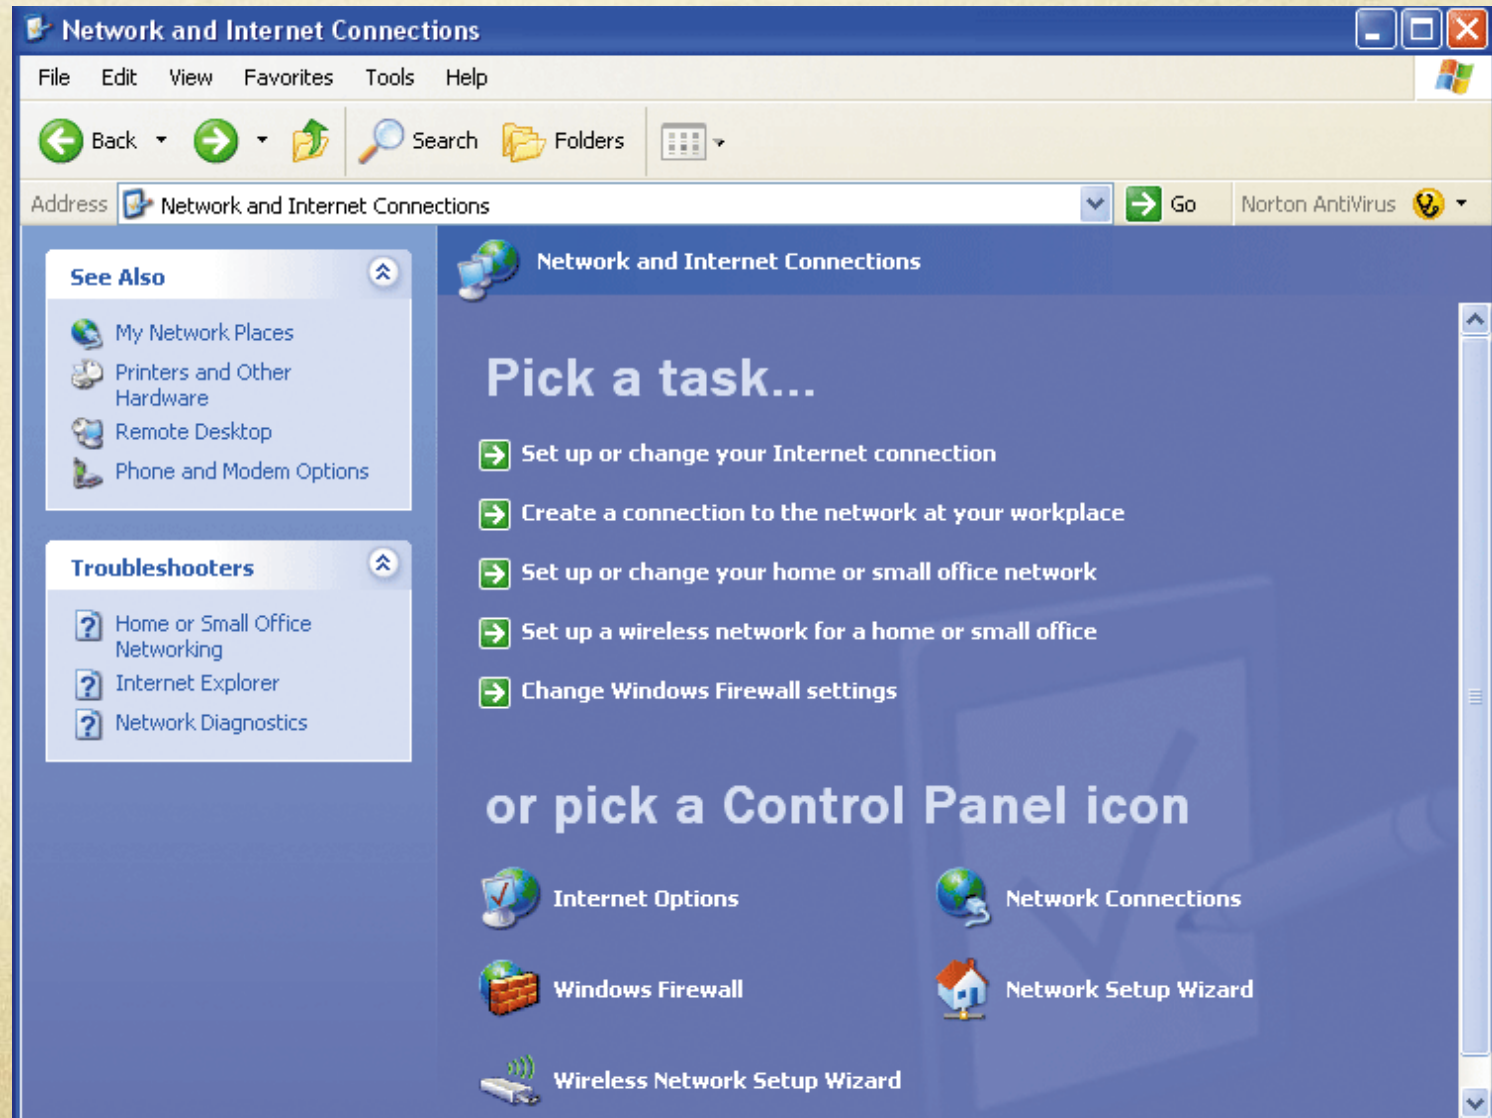 Network and Internet Connections
File Edit View Favorites Tools Help
Back Search Folders
Address Network and Internet Connections Go Norton AntiVirus
See Also
My Network Places
Printers and Other
Hardware
Remote Desktop
Phone and Modem Options
Troubleshooters
Home or Small Office
Networking
Internet Explorer
Network Diagnostics
Network and Internet Connections
Pick a task...
Set up or change your Internet connection
Create a connection to the network at your workplace
Set up or change your home or small office network
Set up a wireless network for a home or small office
Change Windows Firewall settings
or pick a Control Panel icon
Internet Options Network Connections
Windows Firewall Network Setup Wizard
Wireless Network Setup Wizard